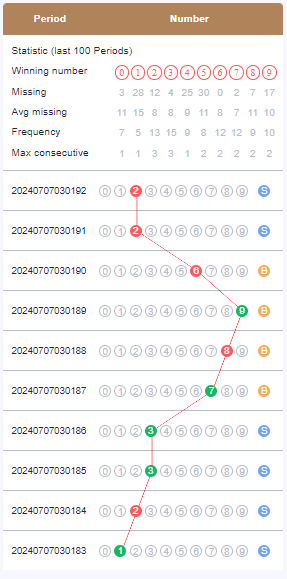 Period Number
Statistic (last 100 Periods)
Winning number 0 1 2 3 4 5 6 7 8 9
Missing 3 28 12 4 25 30 0 2 7 17
Avg missing 11 15 8 8 9 11 8 7 11 10
Frequency 7 5 13 15 9 8 12 12 9 10
Max consecutive 1 1 3 3 1 2 2 2 2 2
20240707030192 0 1 2 3 4 5 6 7 8 9 S
20240707030191 0 1 2 3 4 5 6 7 8 9 S
20240707030190 0 1 2 3 4 5 6 7 8 9 B
20240707030189 0 1 2 3 4 5 6 7 8 9 B
20240707030188 0 1 2 3 4 5 6 7 8 9 B
20240707030187 0 1 2 3 4 5 6 7 8 9 B
20240707030186 0 1 2 3 4 5 6 7 8 9 S
20240707030185 0 1 2 3 4 5 6 7 8 9 S
20240707030184 0 1 2 3 4 5 6 7 8 9 S
20240707030183 0 1 2 3 4 5 6 7 8 9 S